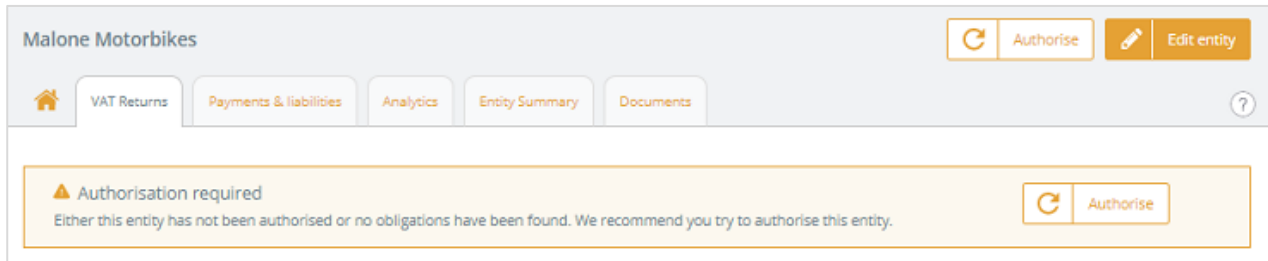 Malone Motorbikes
Authorise
Edit entity
VAT Returns
Payments & liabilities
Analytics
Entity Summary
Documents
?
Authorisation required
Either this entity has not been authorised or no obligations have been found. We recommend you try to authorise this entity.
Authorise